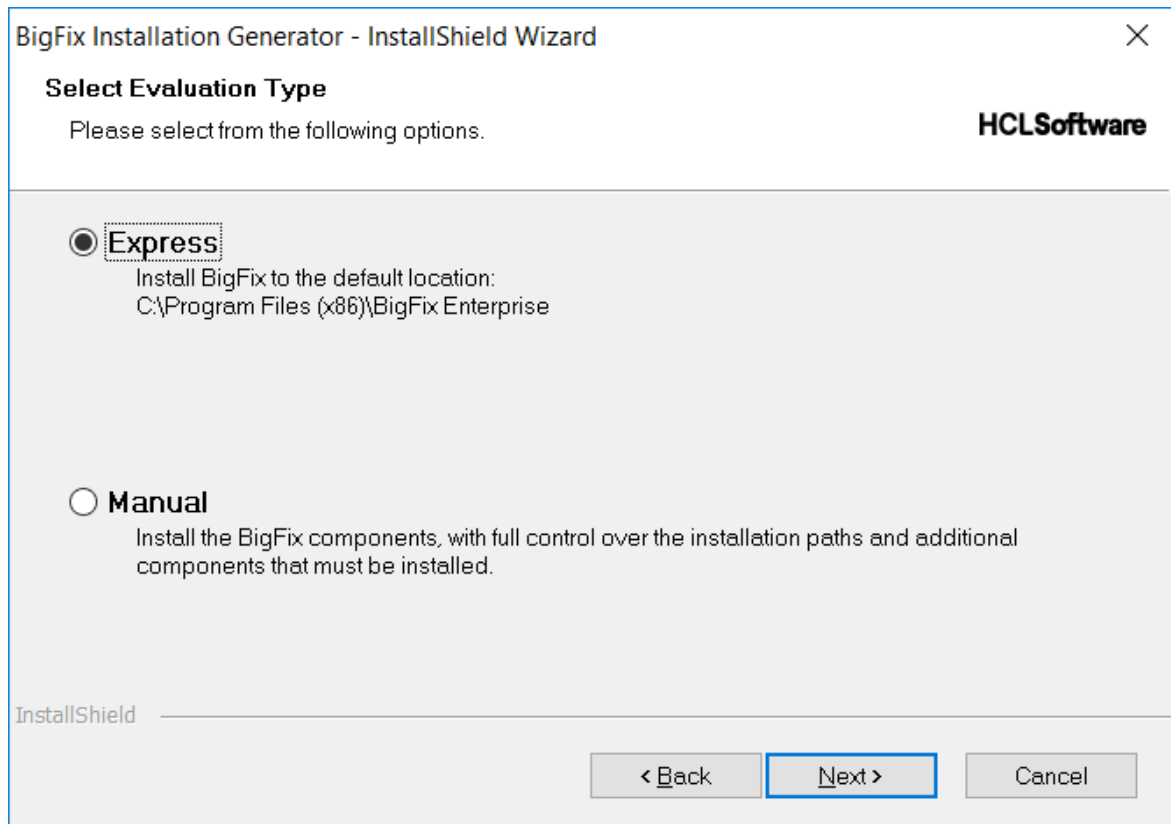 BigFix Installation Generator - InstallShield Wizard
Select Evaluation Type
Please select from the following options.
HCLSoftware
Express
Install BigFix to the default location:
C:\Program Files (x86)\BigFix Enterprise
Manual
Install the BigFix components, with full control over the installation paths and additional
components that must be installed.
InstallShield
< Back
Next >
Cancel